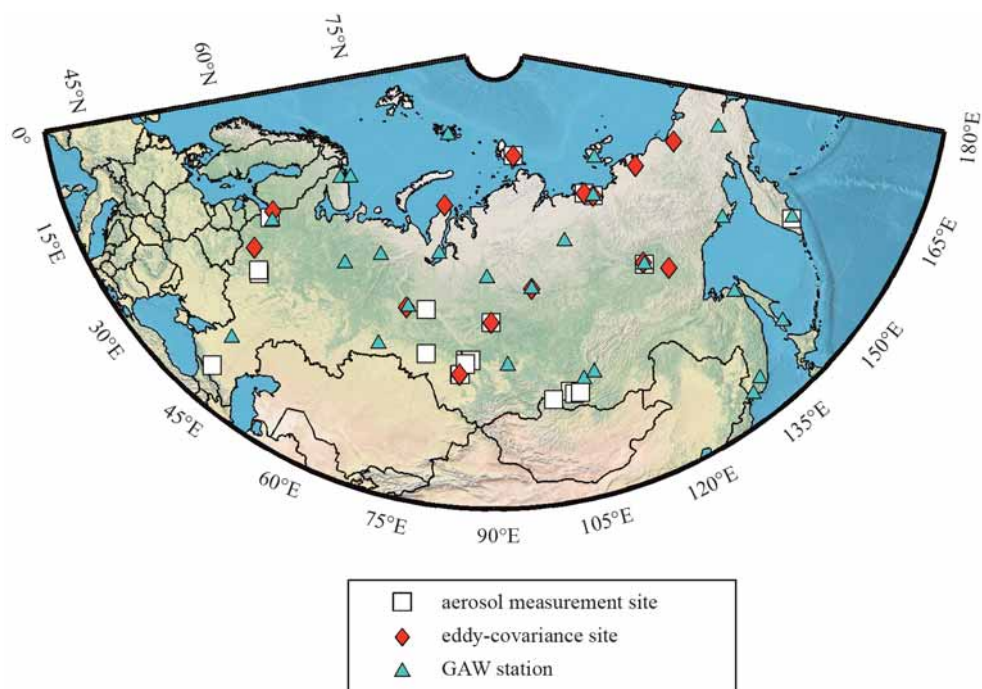 75°N
60°N
45°N
0°
180°E
15°E
165°E
30°E
150°E
45°E
135°E
60°E
120°E
75°E
105°E
90°E
aerosol measurement site
eddy-covariance site
GAW station